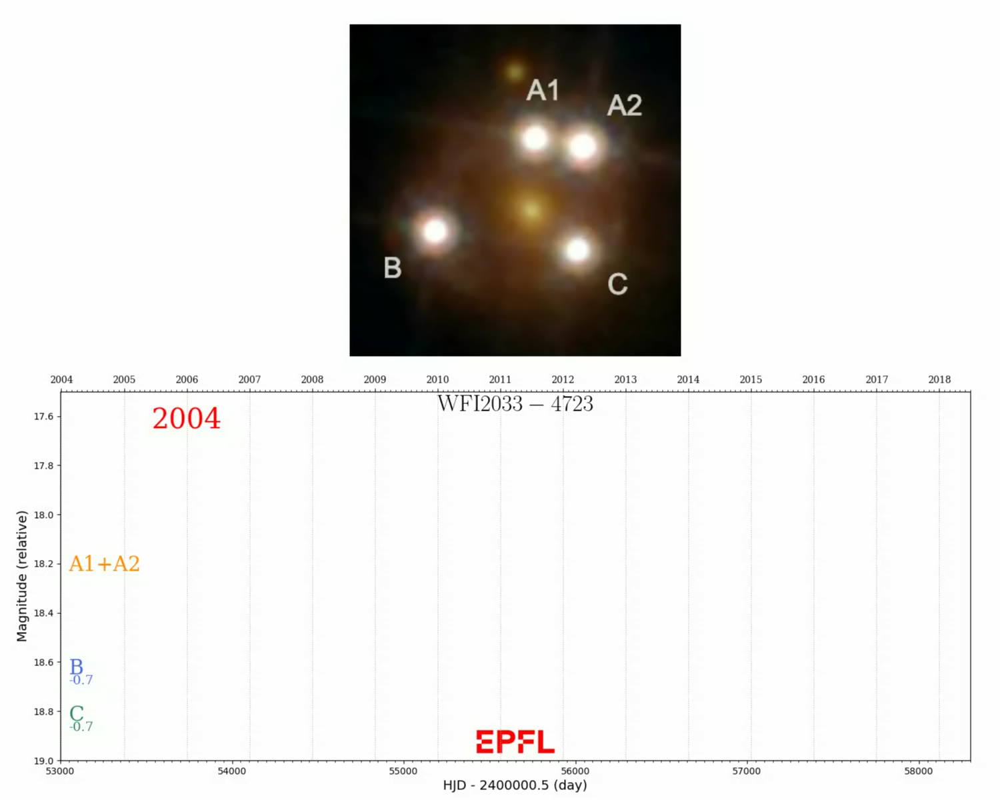 A1
A2
B
C
2004 2005 2006 2007 2008 2009 2010 2011 2012 2013 2014 2015 2016 2017 2018
WFI2033 − 4723
2004
17.6
17.8
18.0
18.2
18.4
18.6
18.8
19.0
Magnitude (relative)
A1+A2
B
-0.7
C
-0.7
EPFL
53000 54000 55000 56000 57000 58000
HJD - 2400000.5 (day)